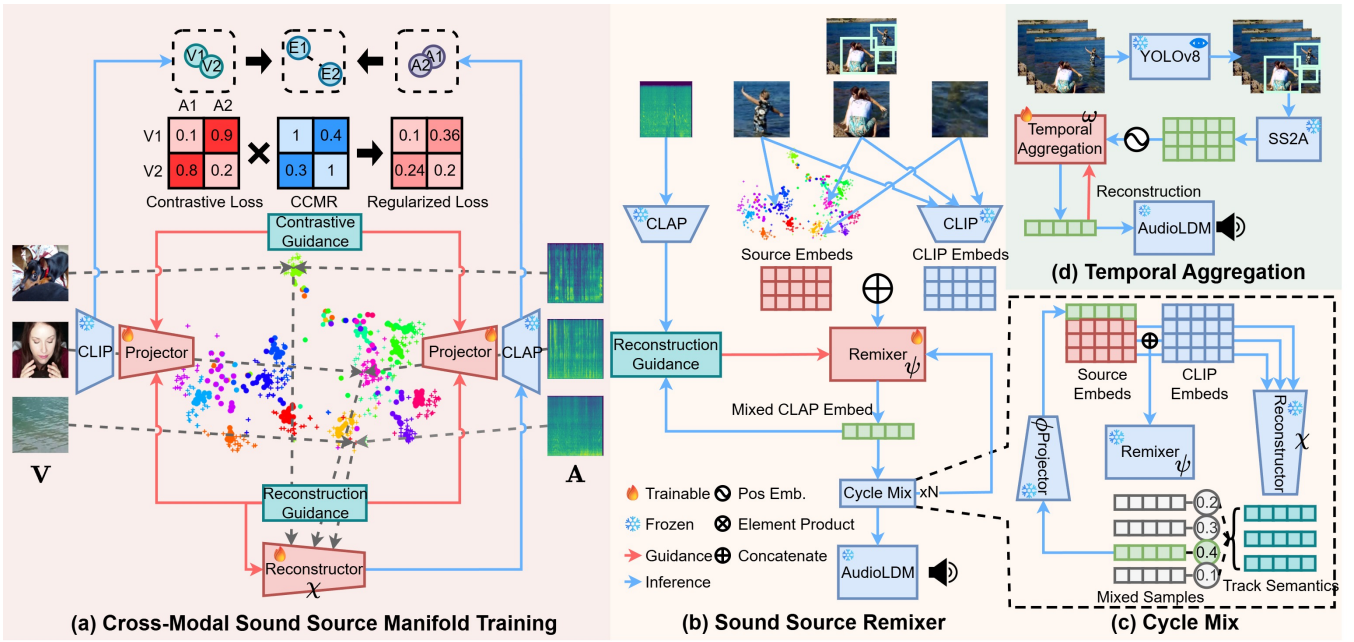 V1
V2
E1
E2
A1
A2
A1 A2
V1
V2
0.1
0.9
0.8
0.2
1
0.4
0.3
1
0.1
0.36
0.24
0.2
Contrastive Loss
CCMR
Regularized Loss
Contrastive
Guidance
CLIP
Projector
Projector
CLAP
V
A
Reconstruction
Guidance
Reconstructor
χ
(a) Cross-Modal Sound Source Manifold Training
CLAP
CLIP
Source Embeds
CLIP Embeds
Reconstruction
Guidance
Remixer
ψ
Mixed CLAP Embed
Cycle Mix
xN
AudioLDM
Trainable
Pos Emb.
Frozen
Element Product
Guidance
Concatenate
Inference
(b) Sound Source Remixer
YOLOv8
SS2A
ω
Temporal
Aggregation
Reconstruction
AudioLDM
(d) Temporal Aggregation
Source
Embeds
CLIP
Embeds
ϕ
Projector
Remixer
ψ
Reconstructor
χ
0.2
0.3
0.4
0.1
Mixed Samples
Track Semantics
(c) Cycle Mix